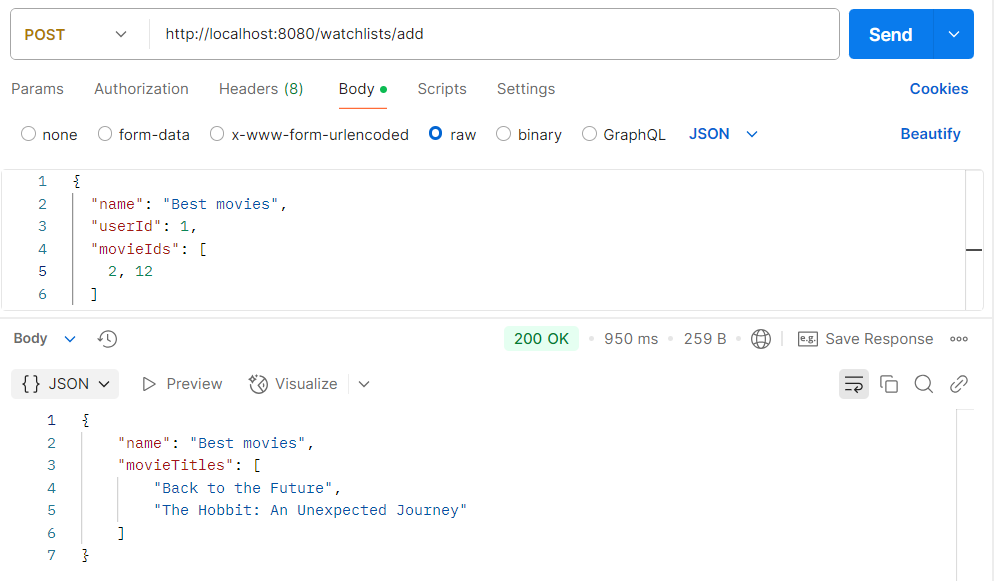 POST http://localhost:8080/watchlists/add Send
Params Authorization Headers (8) Body Scripts Settings Cookies
none form-data x-www-form-urlencoded raw binary GraphQL JSON Beautify
1 {
2 "name": "Best movies",
3 "userId": 1,
4 "movieIds": [
5 2, 12
6 ]
Body 200 OK 950 ms 259 B e.g. Save Response
{} JSON Preview Visualize
1 {
2 "name": "Best movies",
3 "movieTitles": [
4 "Back to the Future",
5 "The Hobbit: An Unexpected Journey"
6 ]
7 }